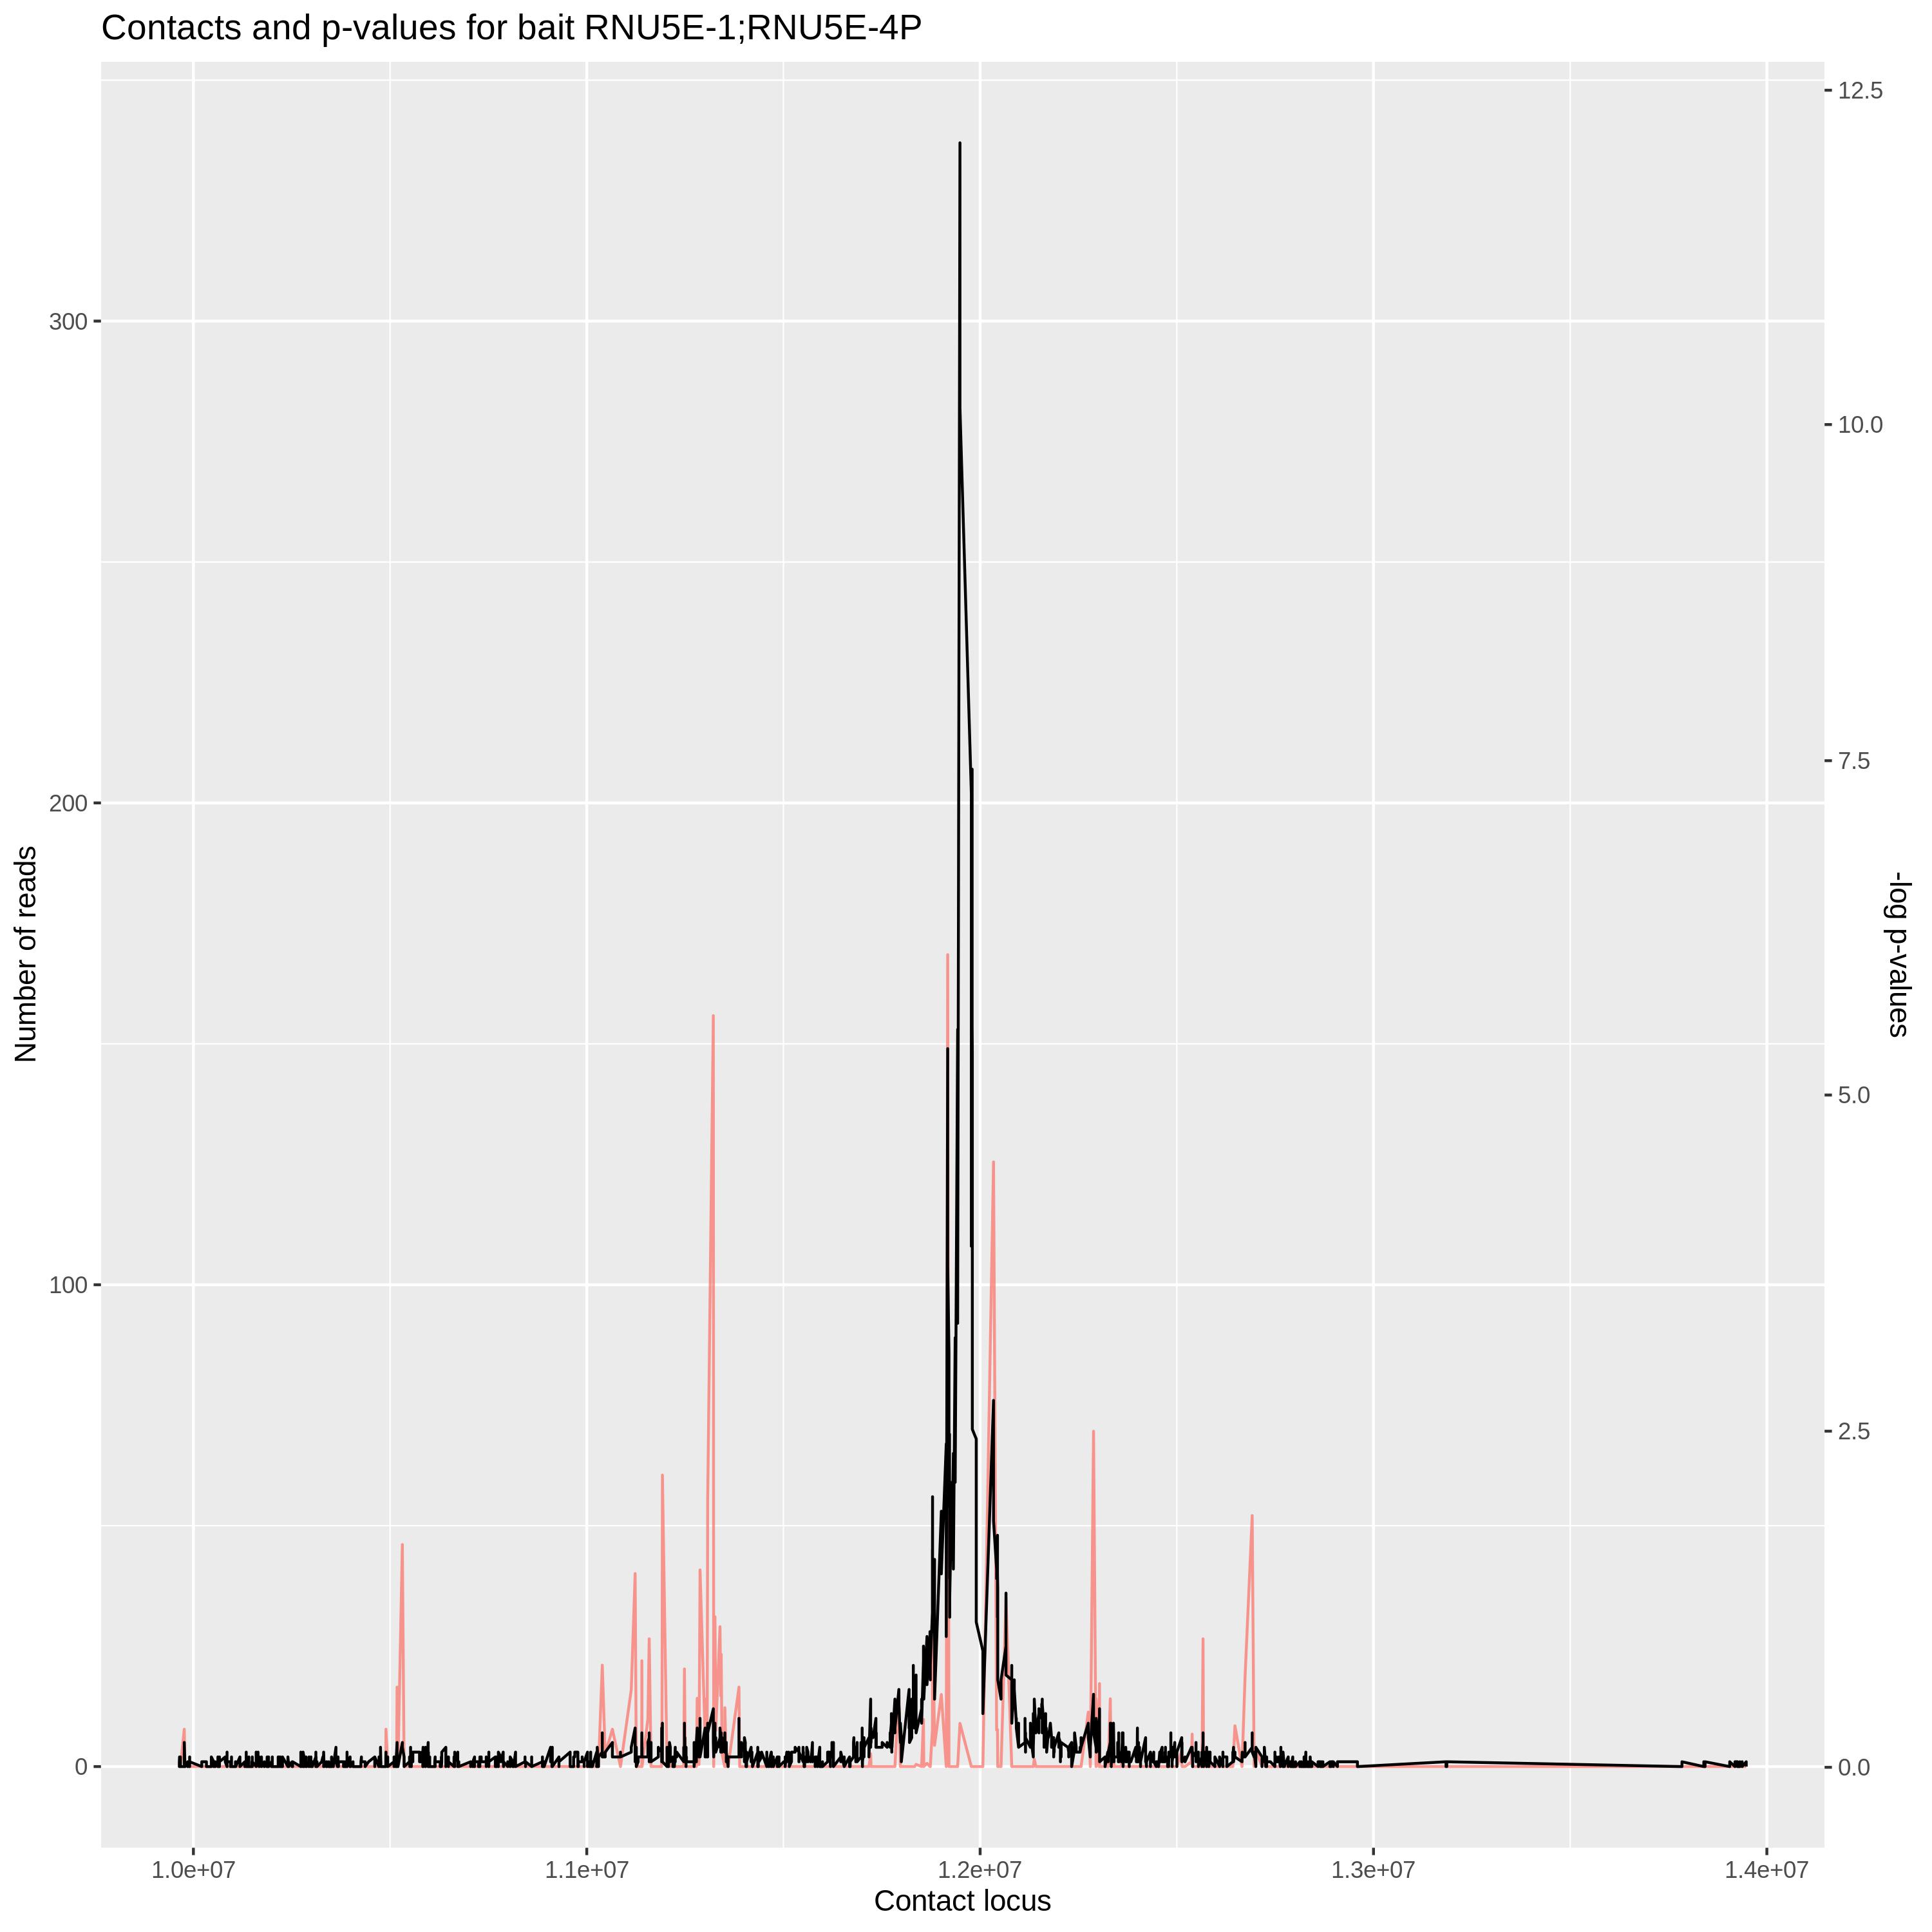 Contacts and p-values for bait RNU5E-1;RNU5E-4P
Number of reads
300
200
100
0
12.5
10.0
7.5
5.0
2.5
0.0
-log p-values
1.0e+07 1.1e+07 1.2e+07 1.3e+07 1.4e+07
Contact locus